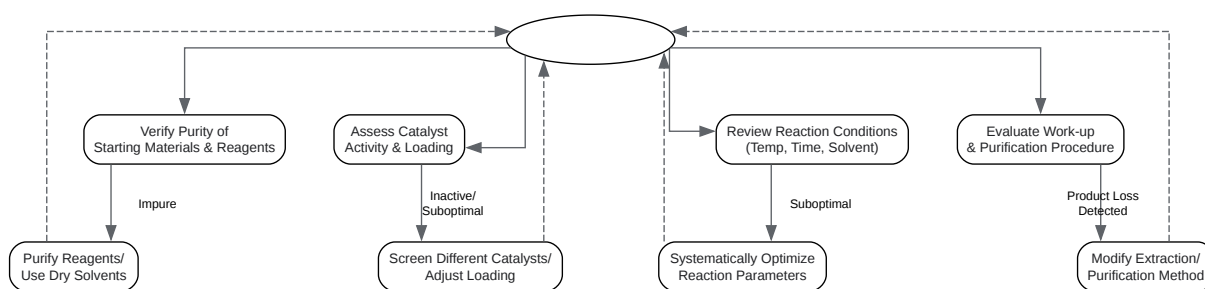 Verify Purity of
Starting Materials & Reagents
Assess Catalyst
Activity & Loading
Review Reaction Conditions
(Temp, Time, Solvent)
Evaluate Work-up
& Purification Procedure
Impure
Inactive/
Suboptimal
Suboptimal
Product Loss
Detected
Purify Reagents/
Use Dry Solvents
Screen Different Catalysts/
Adjust Loading
Systematically Optimize
Reaction Parameters
Modify Extraction/
Purification Method